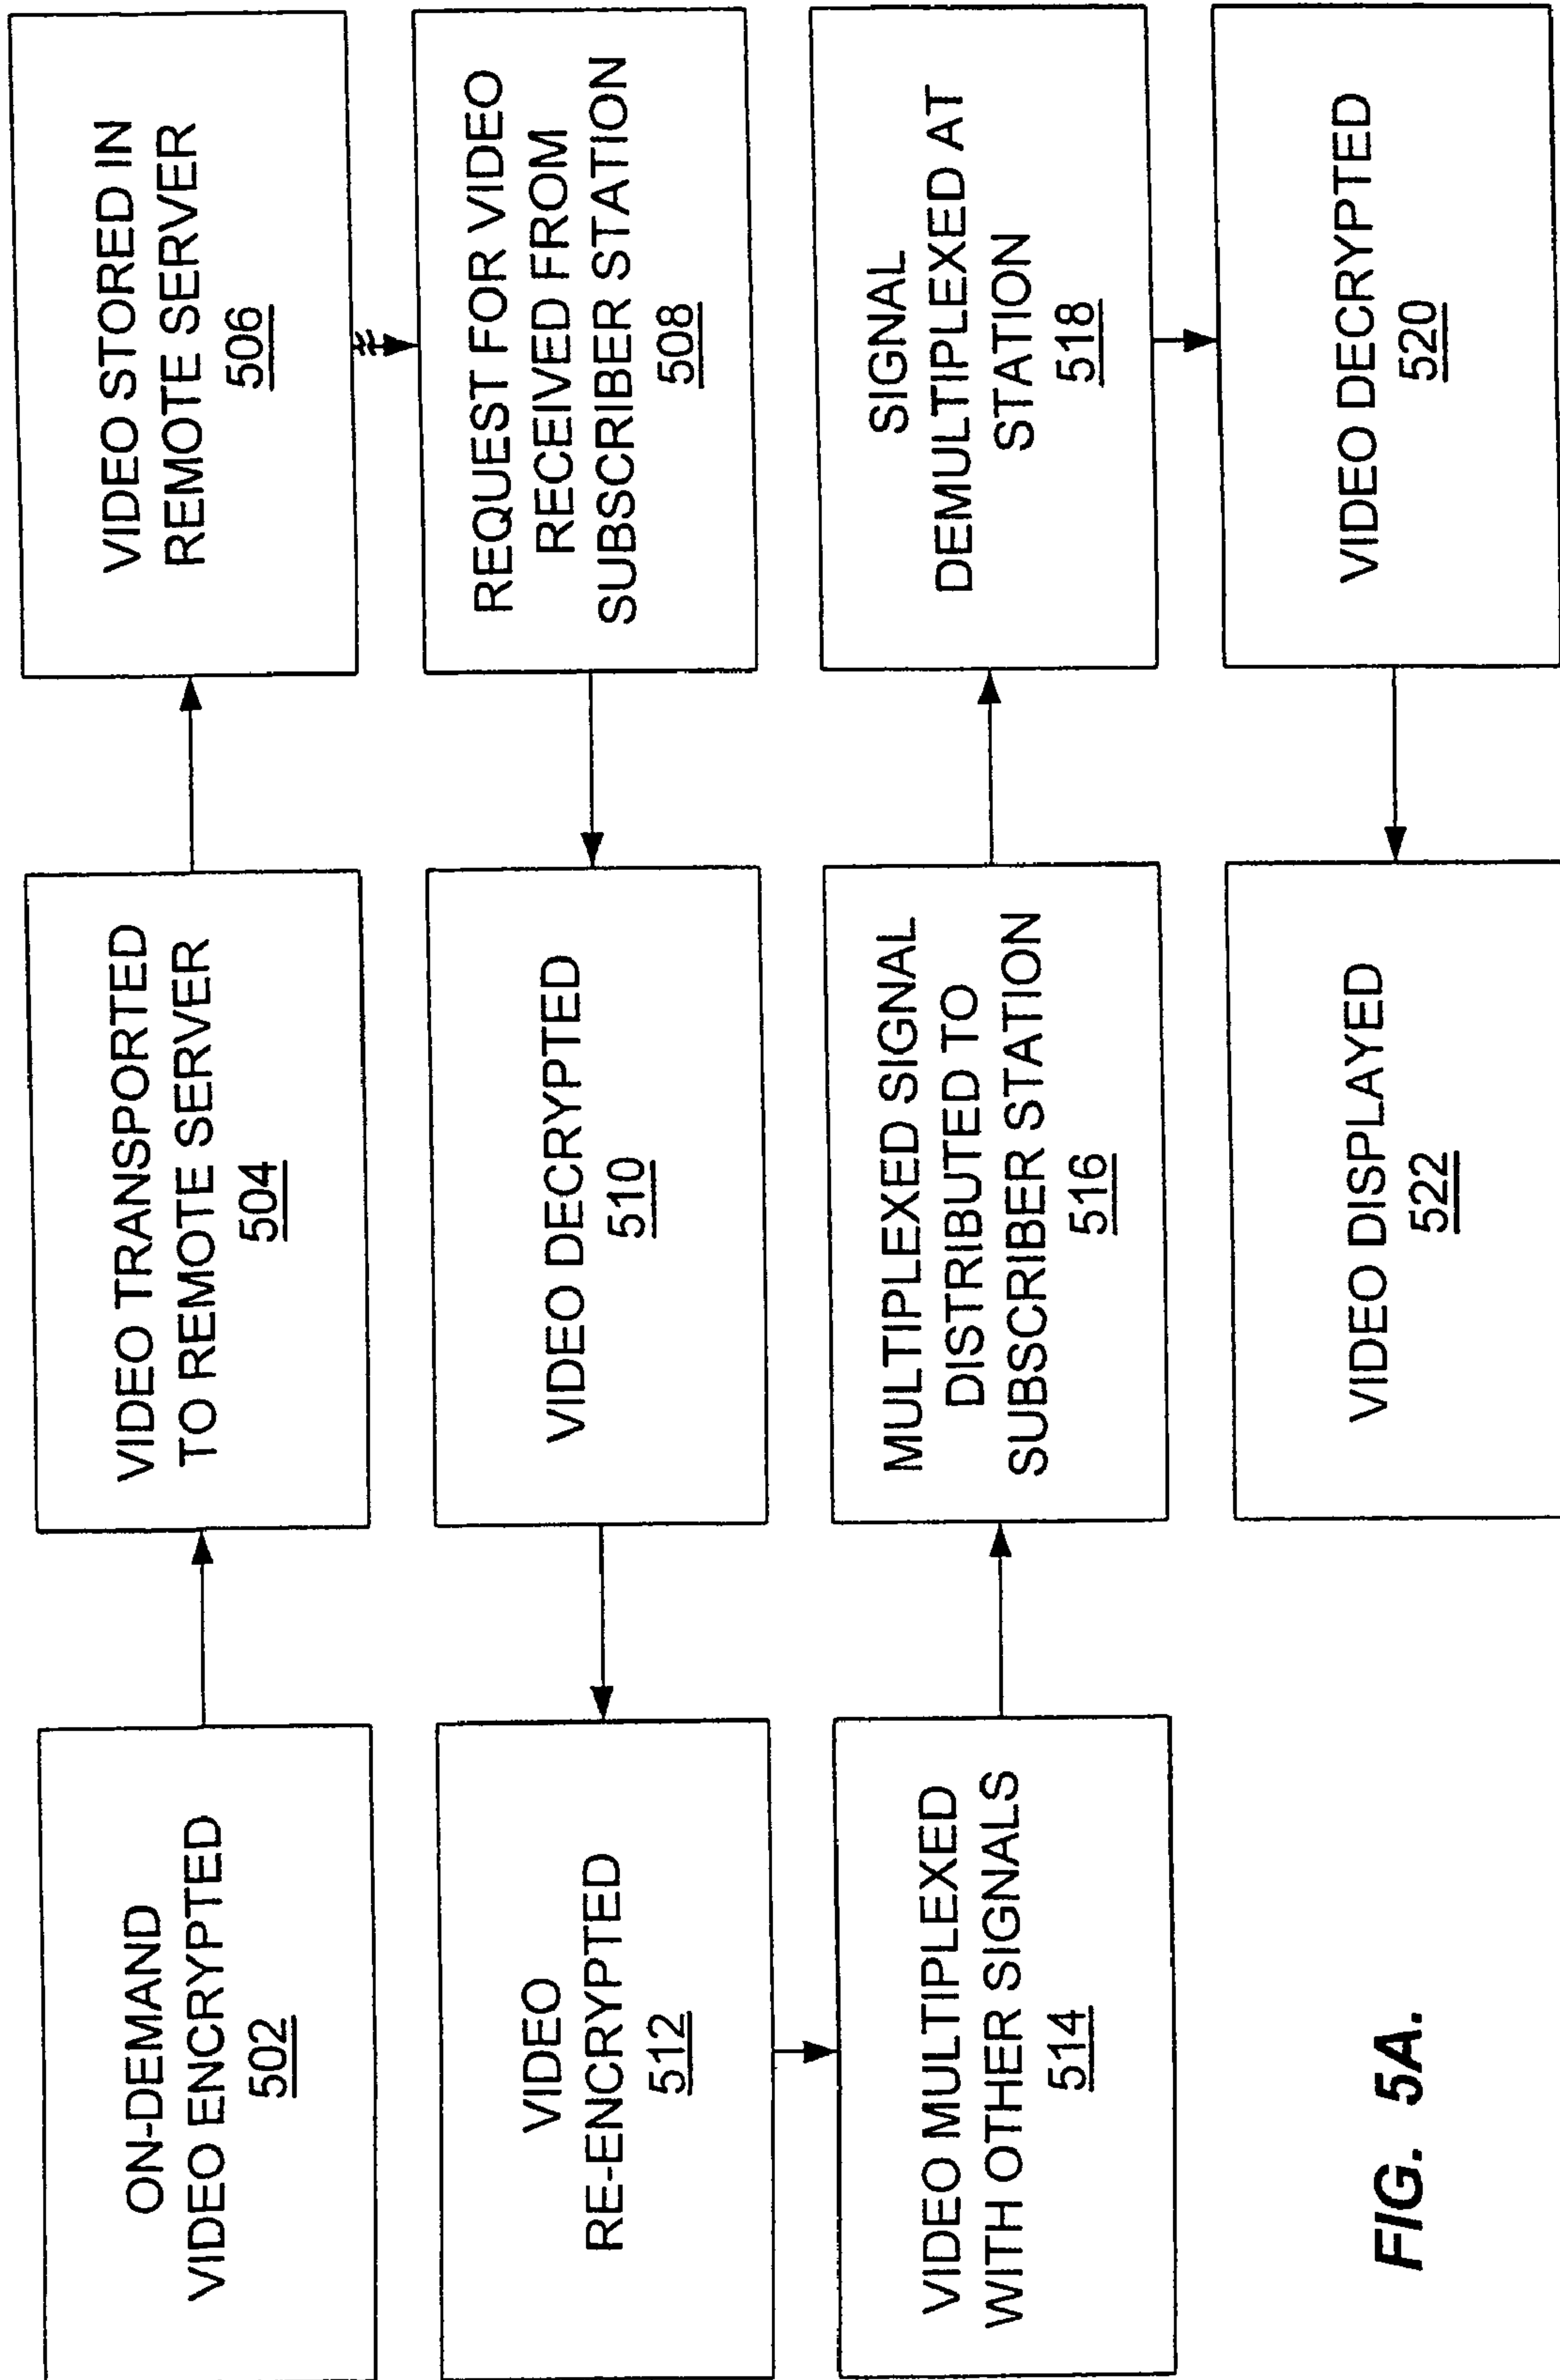 ON-DEMAND
VIDEO ENCRYPTED
502
VIDEO TRANSPORTED
TO REMOTE SERVER
504
VIDEO STORED IN
REMOTE SERVER
506
REQUEST FOR VIDEO
RECEIVED FROM
SUBSCRIBER STATION
508
VIDEO DECRYPTED
510
VIDEO
RE-ENCRYPTED
512
VIDEO MULTIPLEXED
WITH OTHER SIGNALS
514
MULTIPLEXED SIGNAL
DISTRIBUTED TO
SUBSCRIBER STATION
516
SIGNAL
DEMULTIPLEXED AT
STATION
518
VIDEO DECRYPTED
520
VIDEO DISPLAYED
522
FIG. 5A.